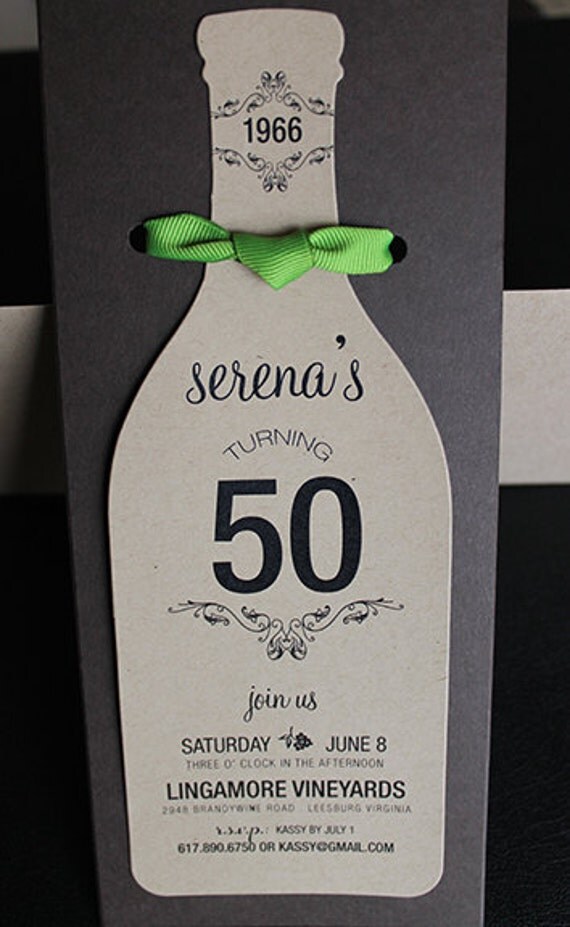 1966
serena's
TURNING
50
join us
SATURDAY JUNE 8
THREE O' CLOCK IN THE AFTERNOON
LINGAMORE VINEYARDS
2948 BRANDYWINE ROAD . LEESBURG VIRGINIA
r.s.v.p.: KASSY BY JULY 1
617.890.6750 OR KASSY@GMAIL.COM